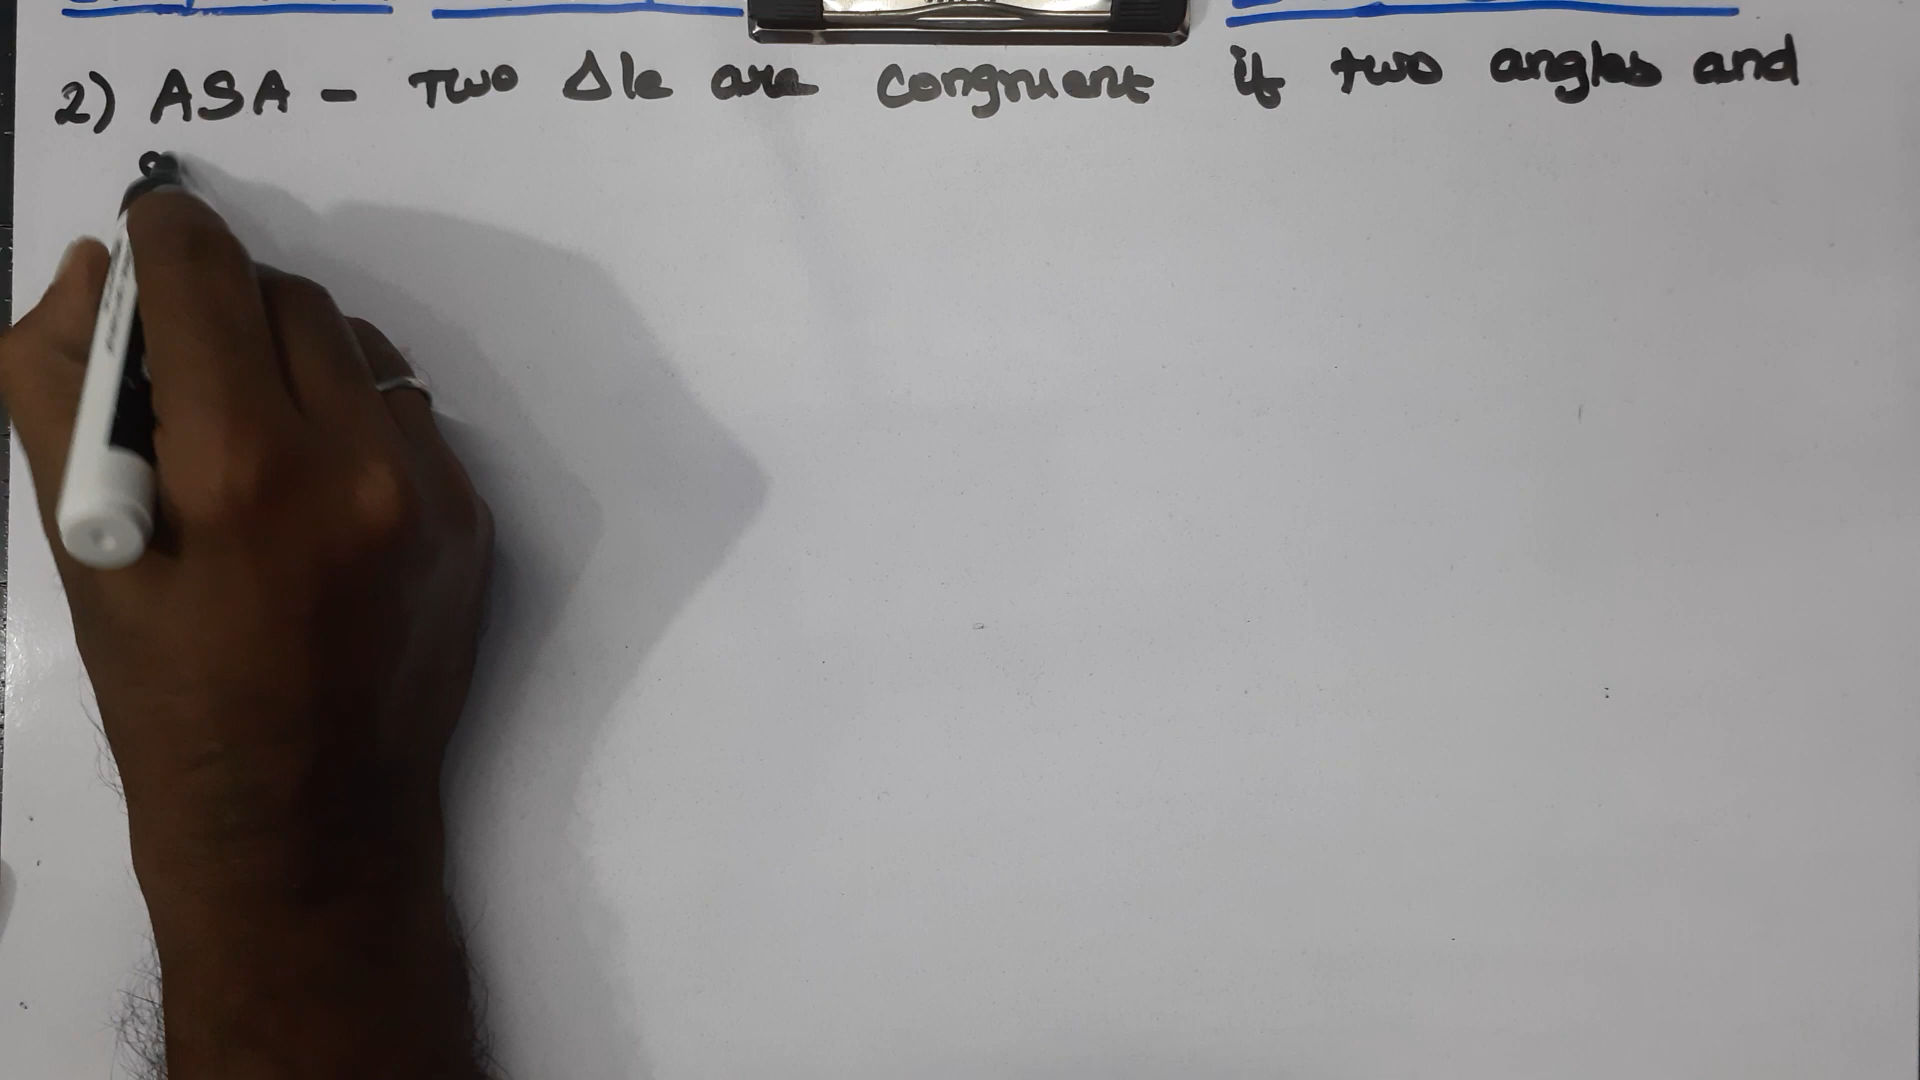 2) ASA - Two Δle are congruent if two angles and